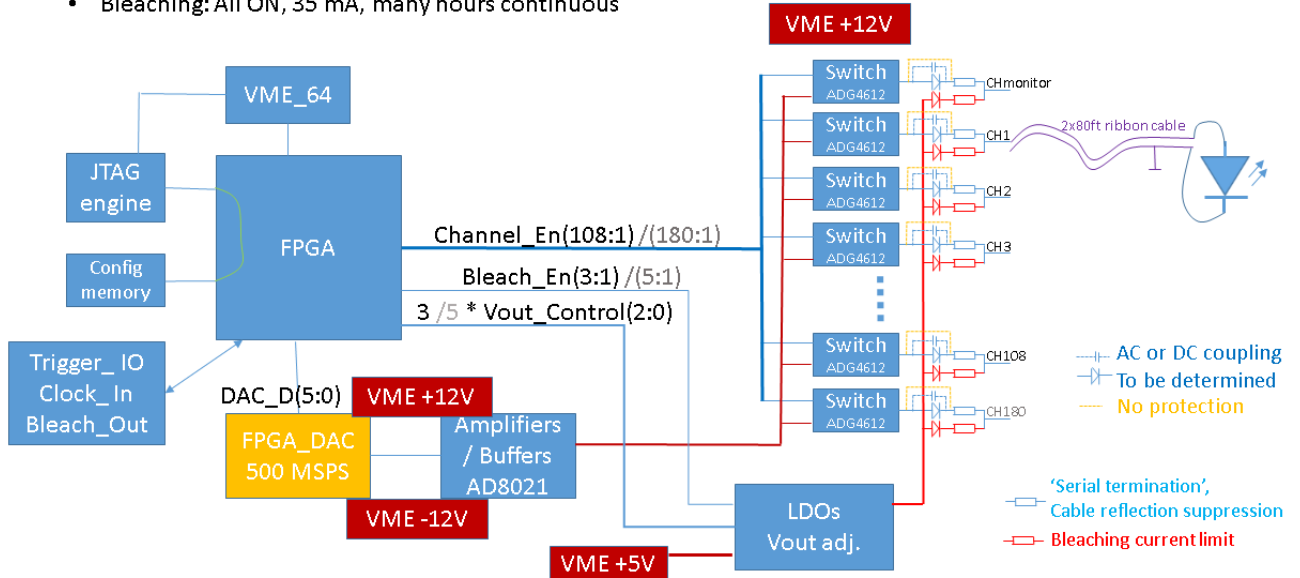 • Bleaching: All ON, 35 mA, many hours continuous
VME +12V
VME_64
JTAG
engine
FPGA
Config
memory
Trigger_ IO
Clock_ In
Bleach_Out
Channel_En(108:1) /(180:1)
Bleach_En(3:1) /(5:1)
3 /5 * Vout_Control(2:0)
DAC_D(5:0)
VME +12V
FPGA_DAC
500 MSPS
Amplifiers
/ Buffers
AD8021
VME -12V
VME +5V
LDOs
Vout adj.
Switch
ADG4612
CHmonitor
Switch
ADG4612
CH1
2x80ft ribbon cable
Switch
ADG4612
CH2
Switch
ADG4612
CH3
Switch
ADG4612
CH108
Switch
ADG4612
CH180
AC or DC coupling
To be determined
No protection
‘Serial termination’,
Cable reflection suppression
Bleaching current limit